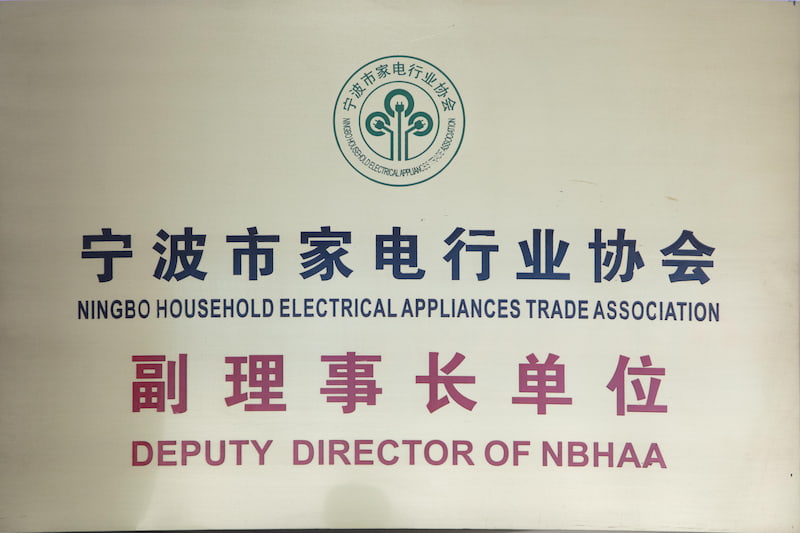 宁波市家电行业协会
NINGBO HOUSEHOLD ELECTRICAL APPLIANCES TRADE ASSOCIATION
宁波市家电行业协会
NINGBO HOUSEHOLD ELECTRICAL APPLIANCES TRADE ASSOCIATION
副理事长单位
DEPUTY DIRECTOR OF NBHAA